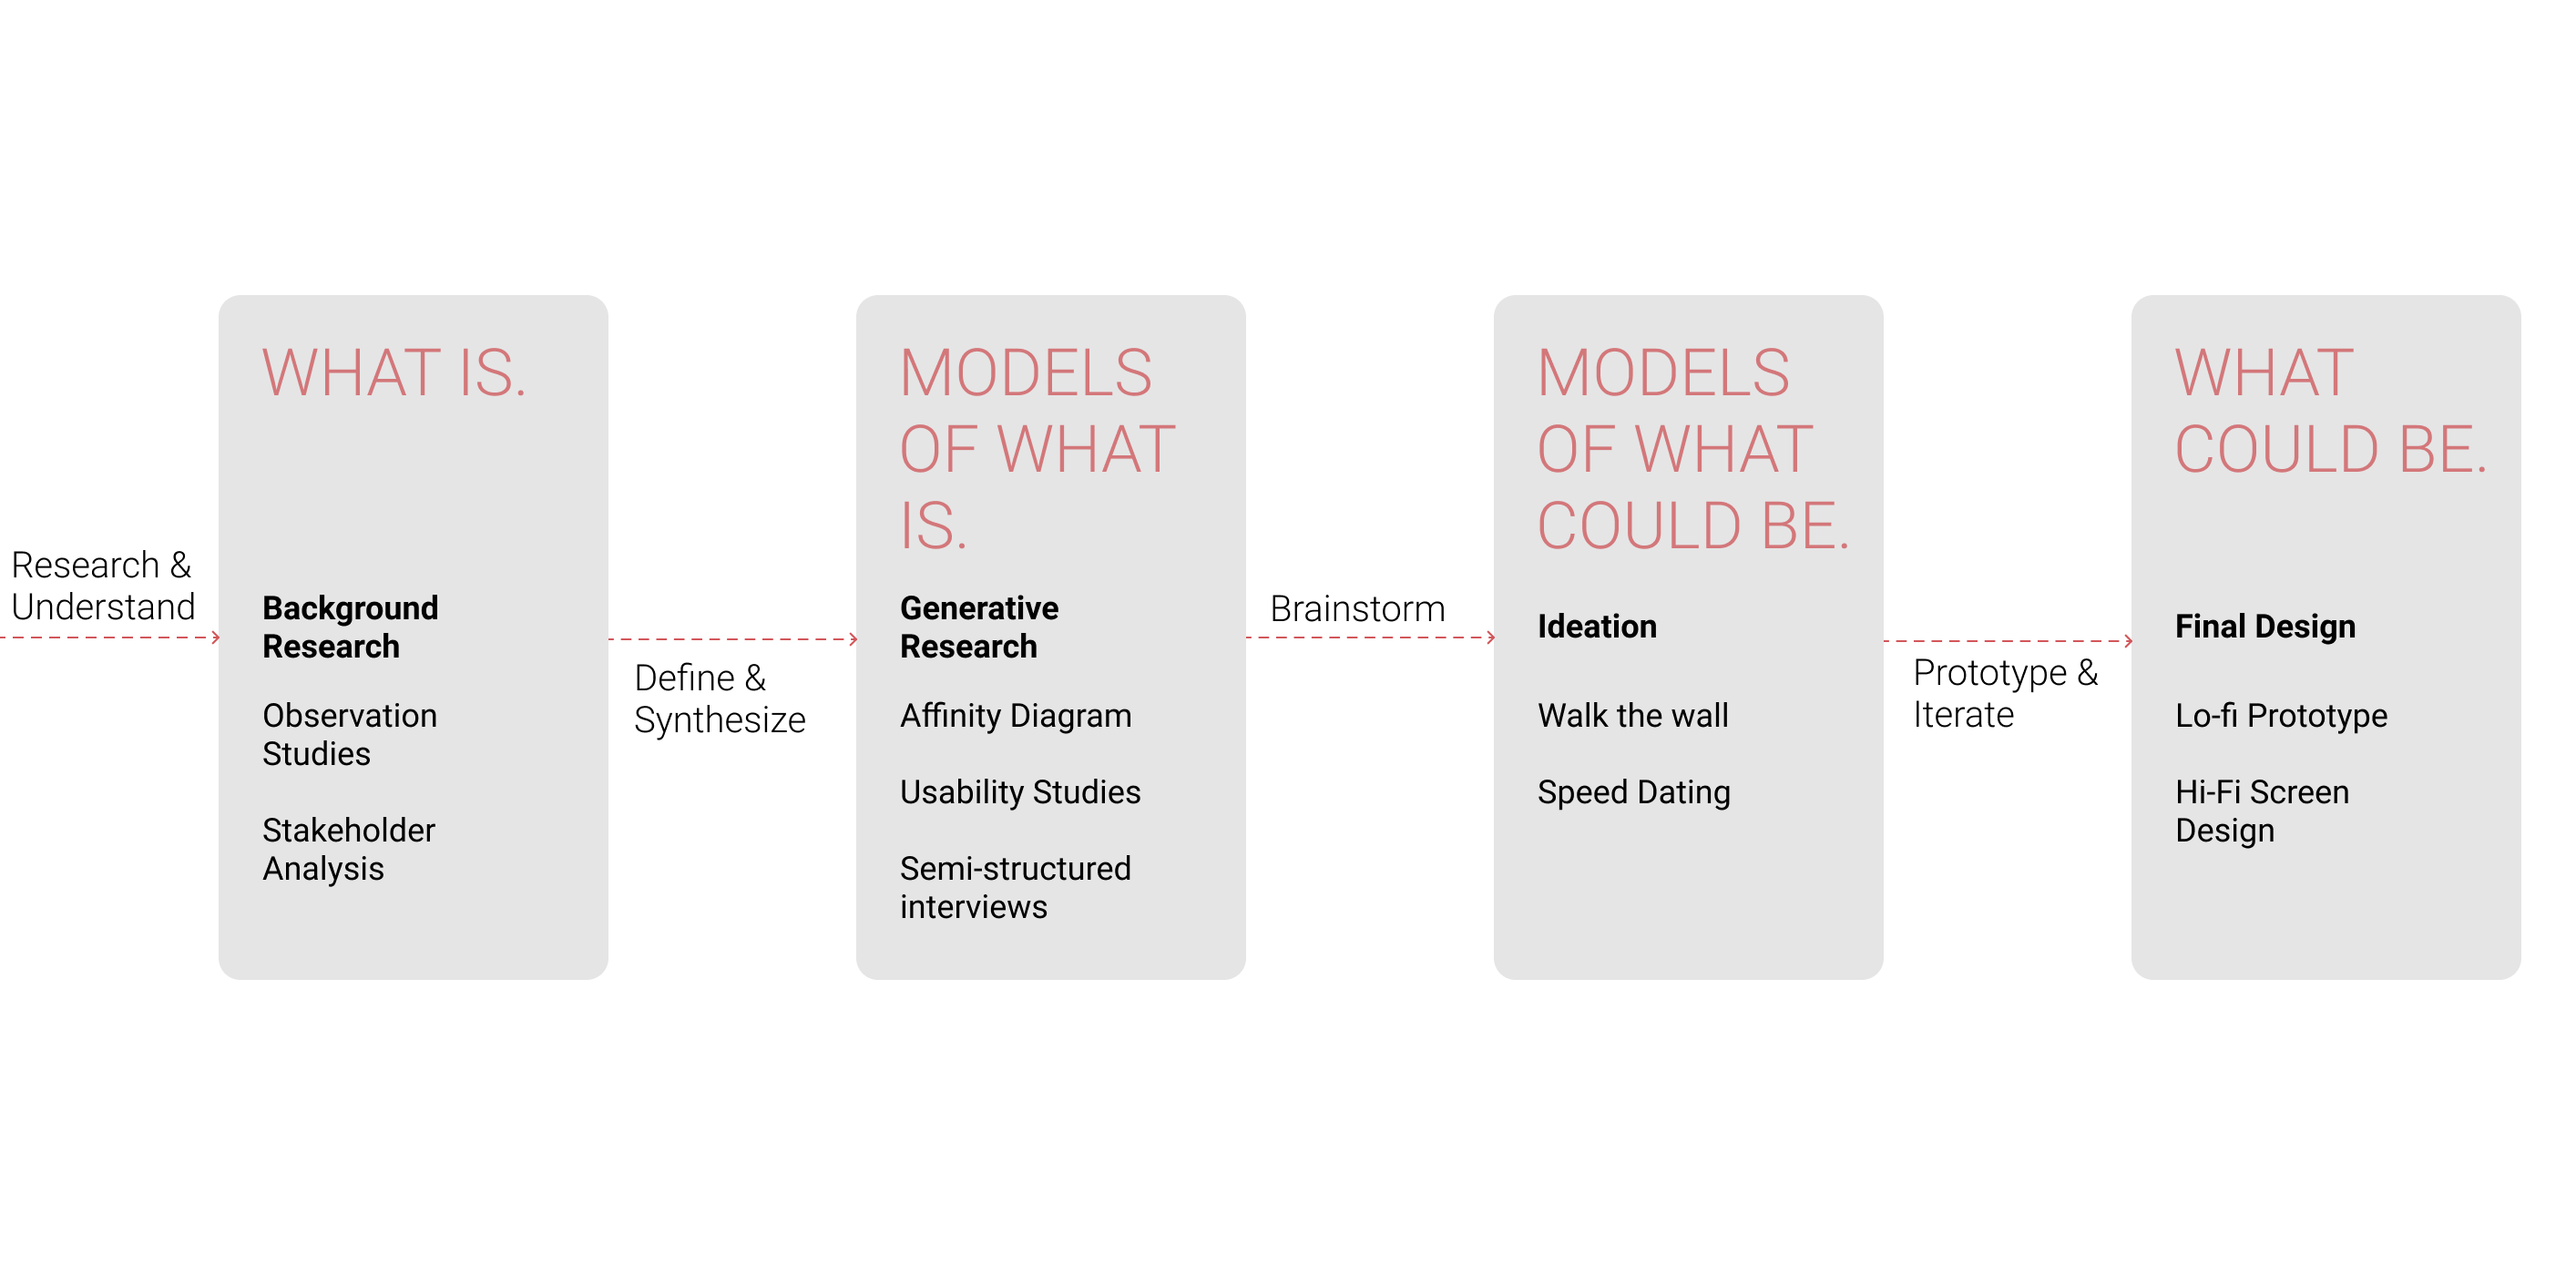 Research &
Understand
WHAT IS.
Background
Research
Observation
Studies
Stakeholder
Analysis
Define &
Synthesize
MODELS
OF WHAT
IS.
Generative
Research
Affinity Diagram
Usability Studies
Semi-structured
interviews
Brainstorm
MODELS
OF WHAT
COULD BE.
Ideation
Walk the wall
Speed Dating
Prototype &
Iterate
WHAT
COULD BE.
Final Design
Lo-fi Prototype
Hi-Fi Screen
Design